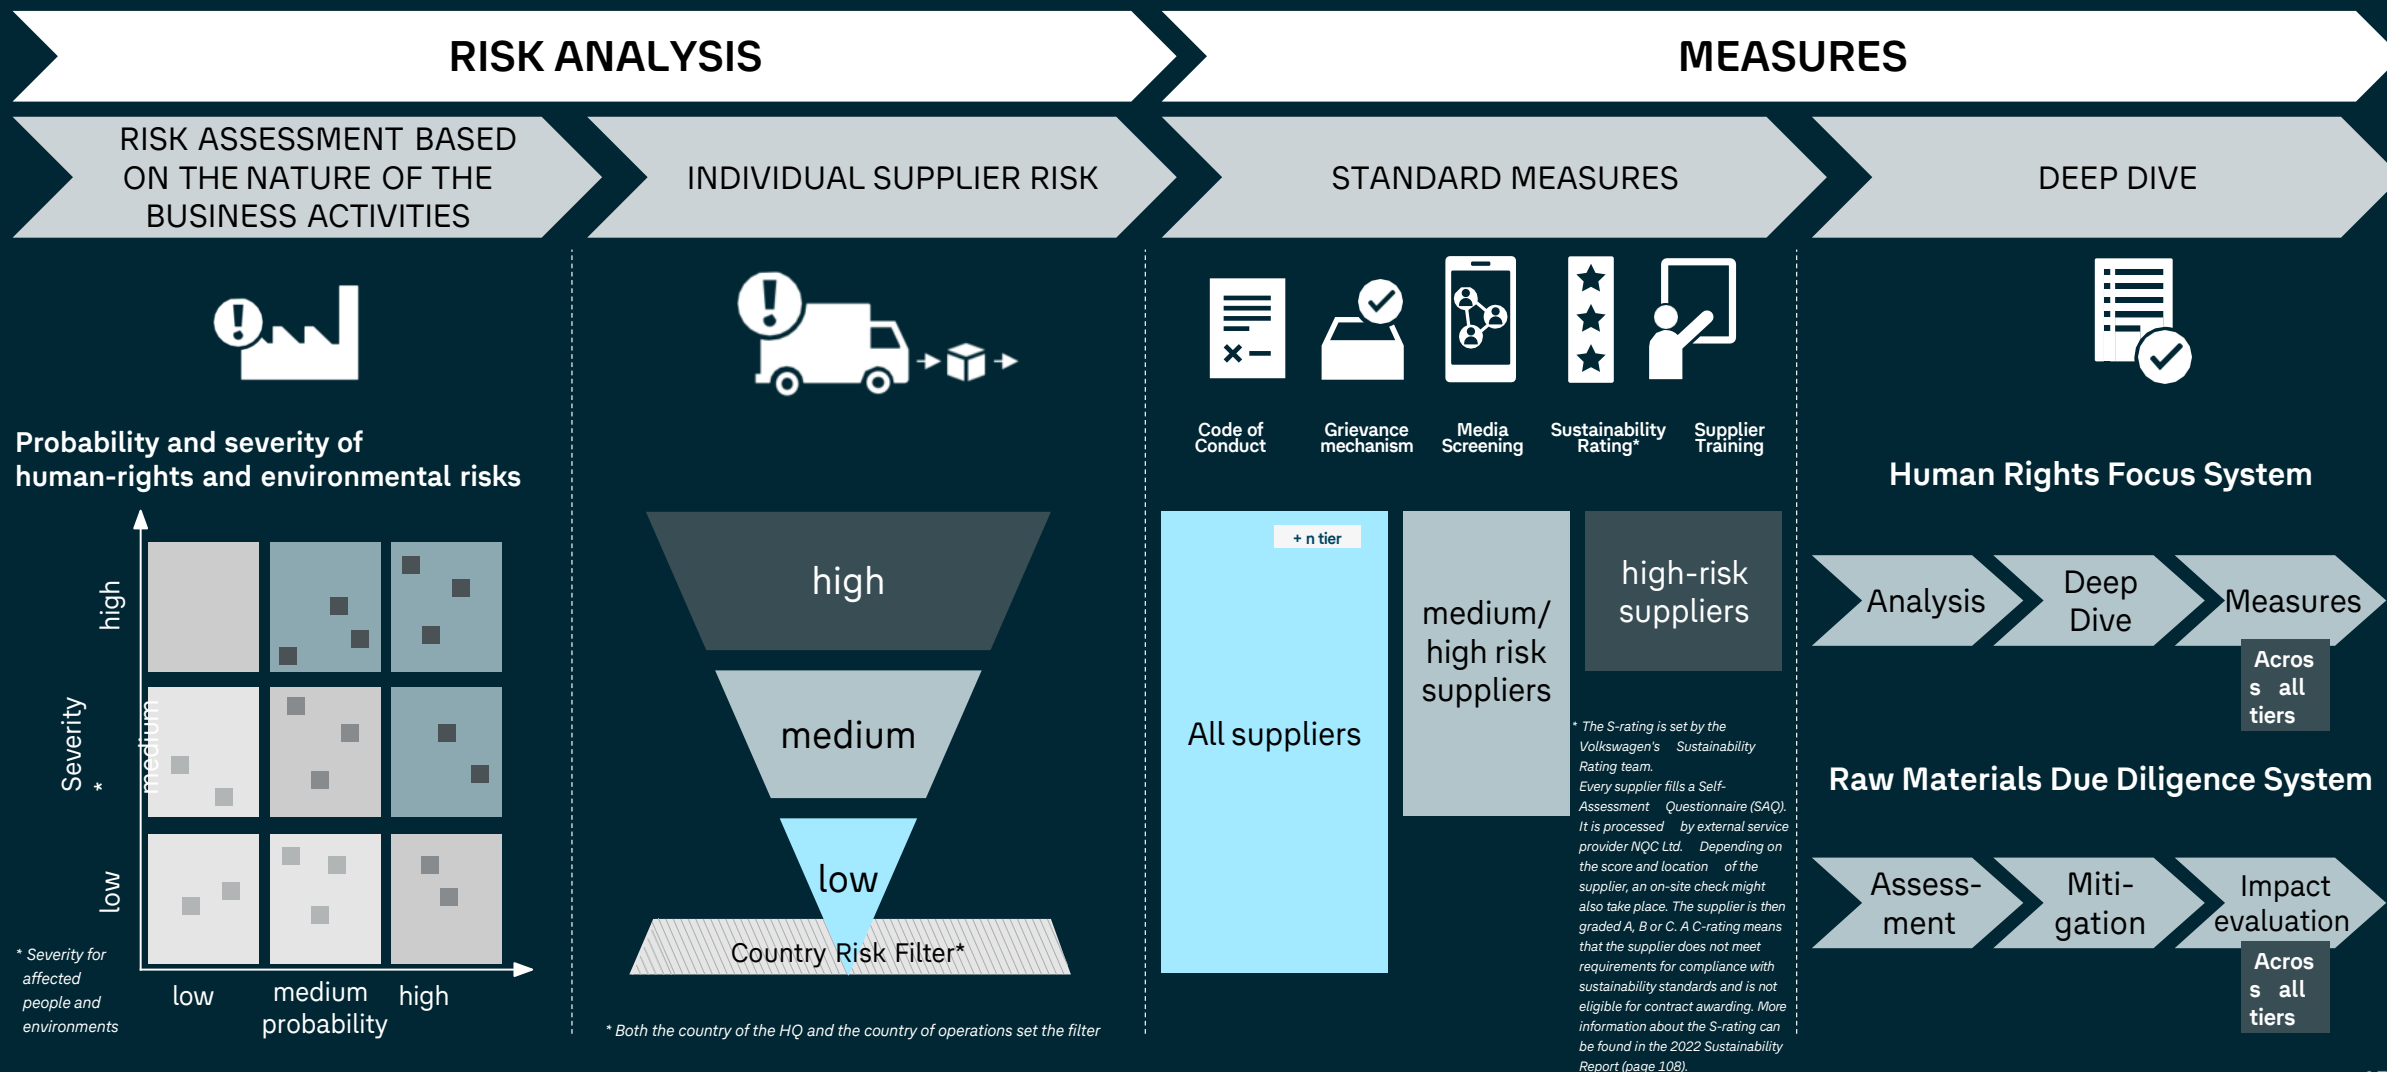 RISK ANALYSIS
MEASURES
RISK ASSESSMENT BASED
ON THE NATURE OF THE
BUSINESS ACTIVITIES
INDIVIDUAL SUPPLIER RISK
STANDARD MEASURES
DEEP DIVE
Probability and severity of
human-rights and environmental risks
high
medium
low
Severity
*
low
medium
high
probability
* Severity for
affected
people and
environments
high
medium
low
Country Risk Filter*
* Both the country of the HQ and the country of operations set the filter
Code of
Conduct
Grievance
mechanism
Media
Screening
Sustainability
Rating*
Supplier
Training
+ n tier
All suppliers
medium/
high risk
suppliers
high-risk
suppliers
* The S-rating is set by the
Volkswagen's Sustainability
Rating team.
Every supplier fills a Self-
Assessment Questionnaire (SAQ).
It is processed by external service
provider NQC Ltd. Depending on
the score and location of the
supplier, an on-site check might
also take place. The supplier is then
graded A, B or C. A C-rating means
that the supplier does not meet
requirements for compliance with
sustainability standards and is not
eligible for contract awarding. More
information about the S-rating can
be found in the 2022 Sustainability
Report (page 108).
Human Rights Focus System
Analysis
Deep
Dive
Measures
Acros
s all
tiers
Raw Materials Due Diligence System
Assess-
ment
Miti-
gation
Impact
evaluation
Acros
s all
tiers